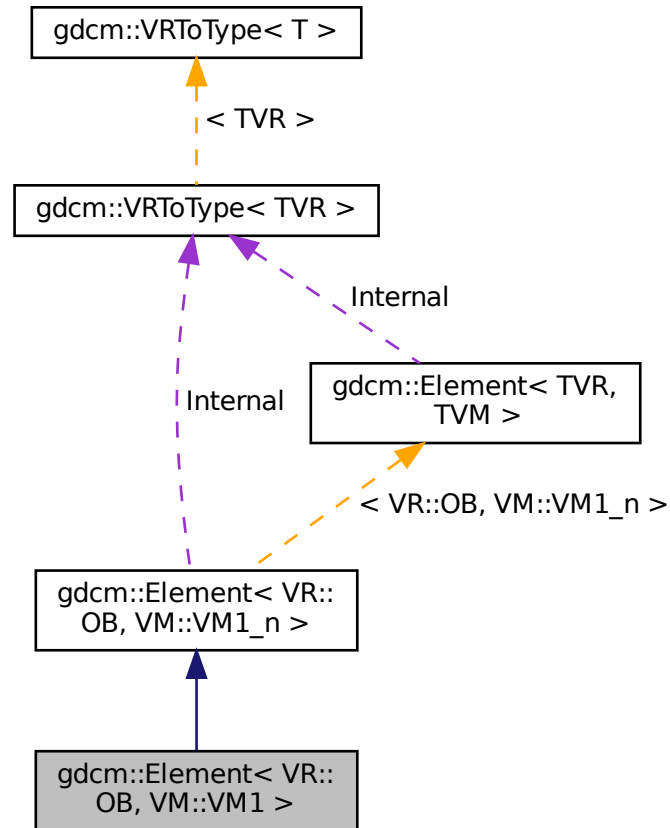 gdcm::VRToType< T >
< TVR >
gdcm::VRToType< TVR >
Internal
gdcm::Element< TVR,
TVM >
Internal
< VR::OB, VM::VM1_n >
gdcm::Element< VR::
OB, VM::VM1_n >
gdcm::Element< VR::
OB, VM::VM1 >